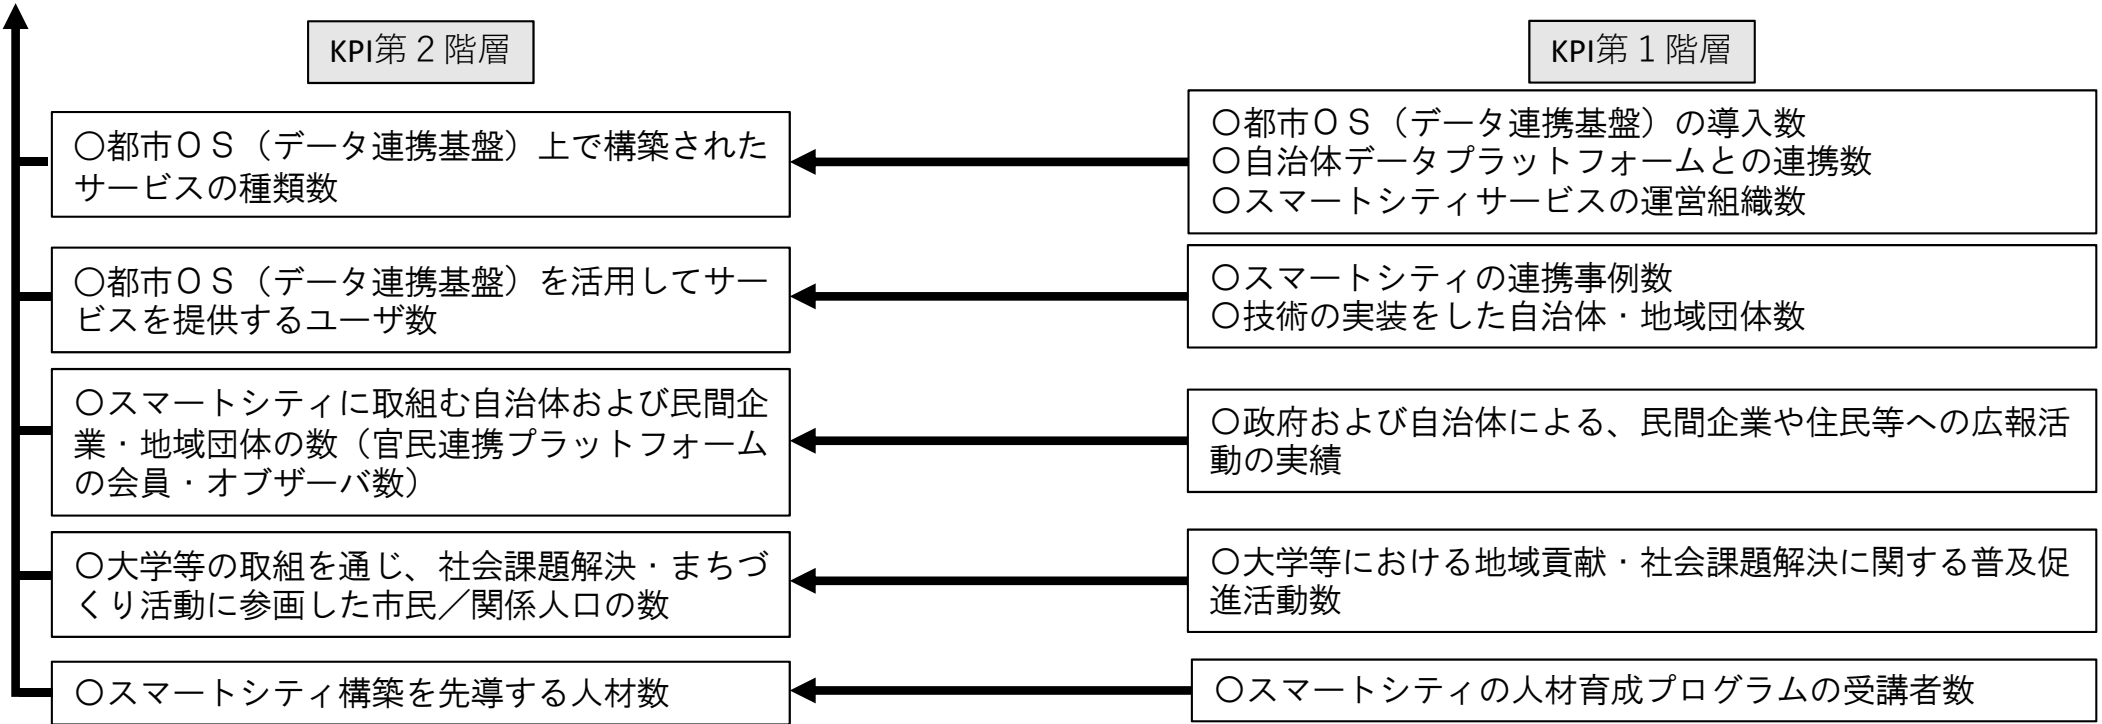 KPI第２階層
KPI第１階層
〇都市ＯＳ（データ連携基盤）上で構築された
サービスの種類数
〇都市ＯＳ（データ連携基盤）の導入数
〇自治体データプラットフォームとの連携数
〇スマートシティサービスの運営組織数
〇都市ＯＳ（データ連携基盤）を活用してサー
ビスを提供するユーザ数
〇スマートシティの連携事例数
〇技術の実装をした自治体・地域団体数
〇スマートシティに取組む自治体および民間企
業・地域団体の数（官民連携プラットフォーム
の会員・オブザーバ数）
〇政府および自治体による、民間企業や住民等への広報活
動の実績
〇大学等の取組を通じ、社会課題解決・まちづ
くり活動に参画した市民／関係人口の数
〇大学等における地域貢献・社会課題解決に関する普及促
進活動数
〇スマートシティ構築を先導する人材数
〇スマートシティの人材育成プログラムの受講者数